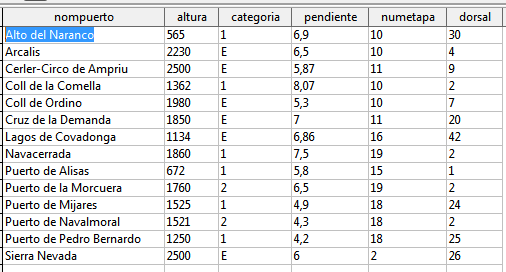 nompuerto altura categoria pendiente numetapa dorsal
Alto del Naranco 565 1 6,9 10 30
Arcalis 2230 E 6,5 10 4
Cerler-Circo de Ampriu 2500 E 5,87 11 9
Coll de la Comella 1362 1 8,07 10 2
Coll de Ordino 1980 E 5,3 10 7
Cruz de la Demanda 1850 E 7 11 20
Lagos de Covadonga 1134 E 6,86 16 42
Navacerrada 1860 1 7,5 19 2
Puerto de Alisas 672 1 5,8 15 1
Puerto de la Morcuera 1760 2 6,5 19 2
Puerto de Mijares 1525 1 4,9 18 24
Puerto de Navalmoral 1521 2 4,3 18 2
Puerto de Pedro Bernardo 1250 1 4,2 18 25
Sierra Nevada 2500 E 6 2 26